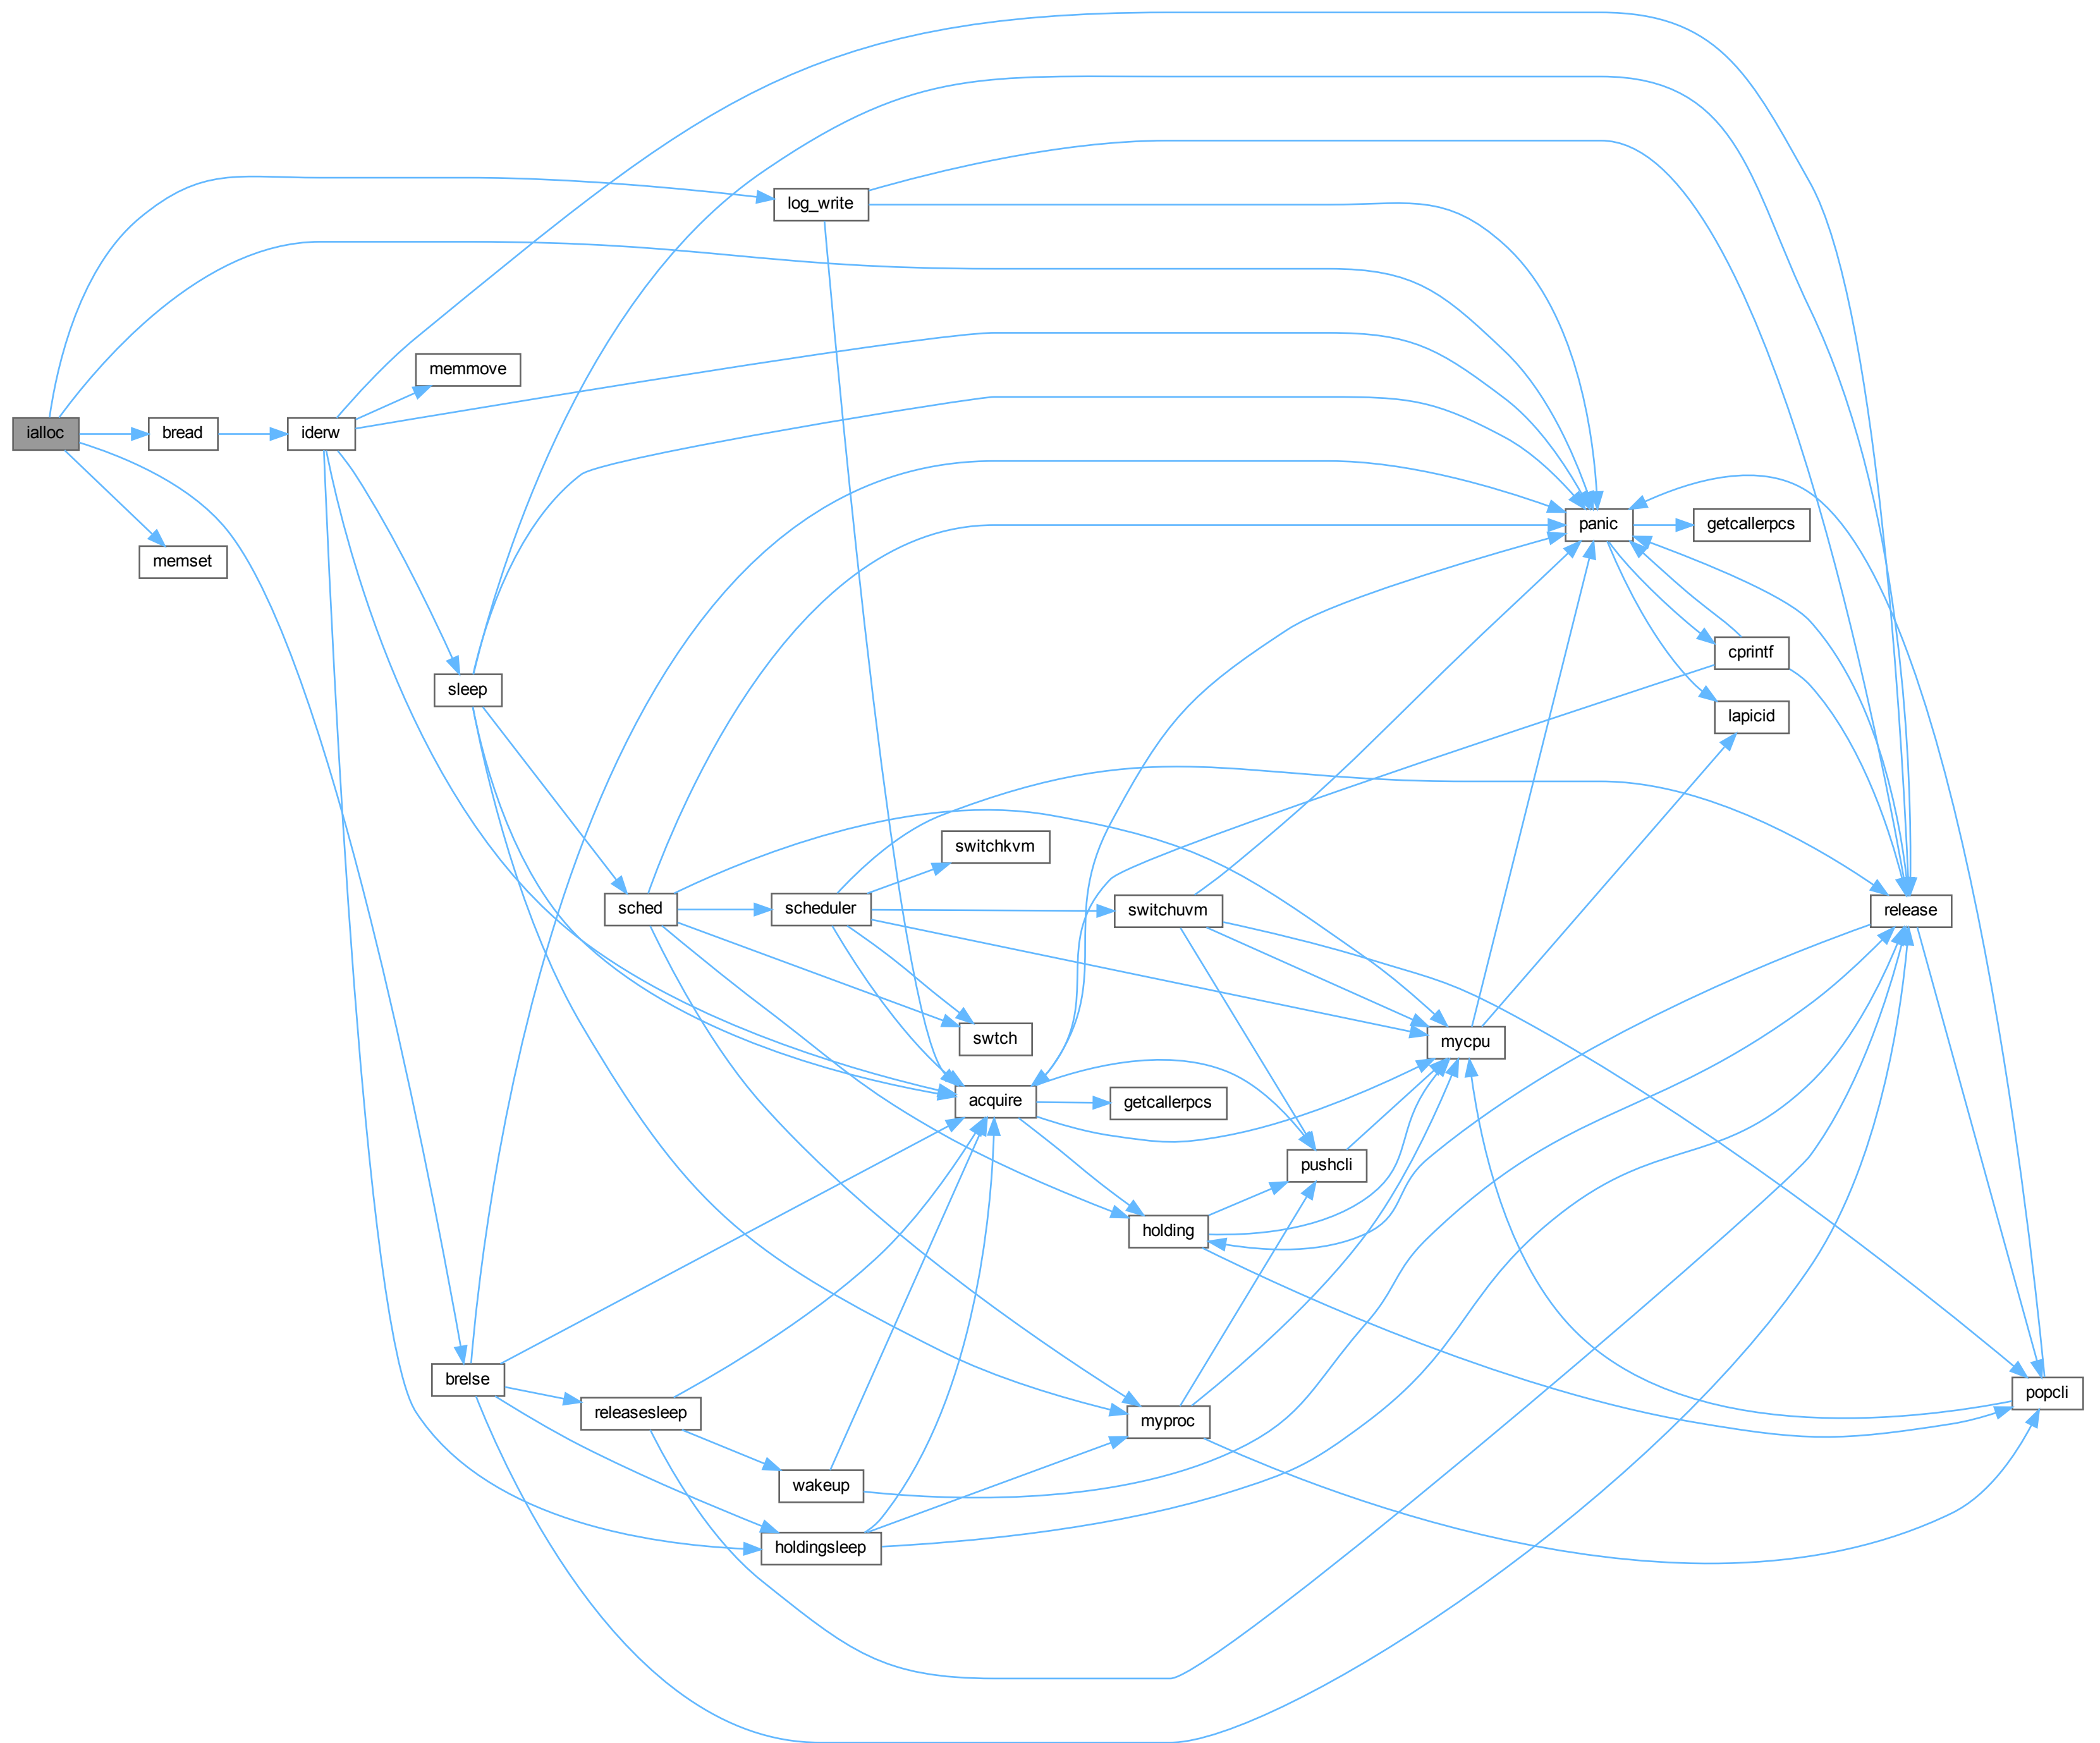 log_write
memmove
ialloc
bread
iderw
panic
getcallerpcs
memset
cprintf
sleep
lapicid
switchkvm
sched
scheduler
switchuvm
release
swtch
mycpu
acquire
getcallerpcs
pushcli
holding
brelse
popcli
releasesleep
myproc
wakeup
holdingsleep